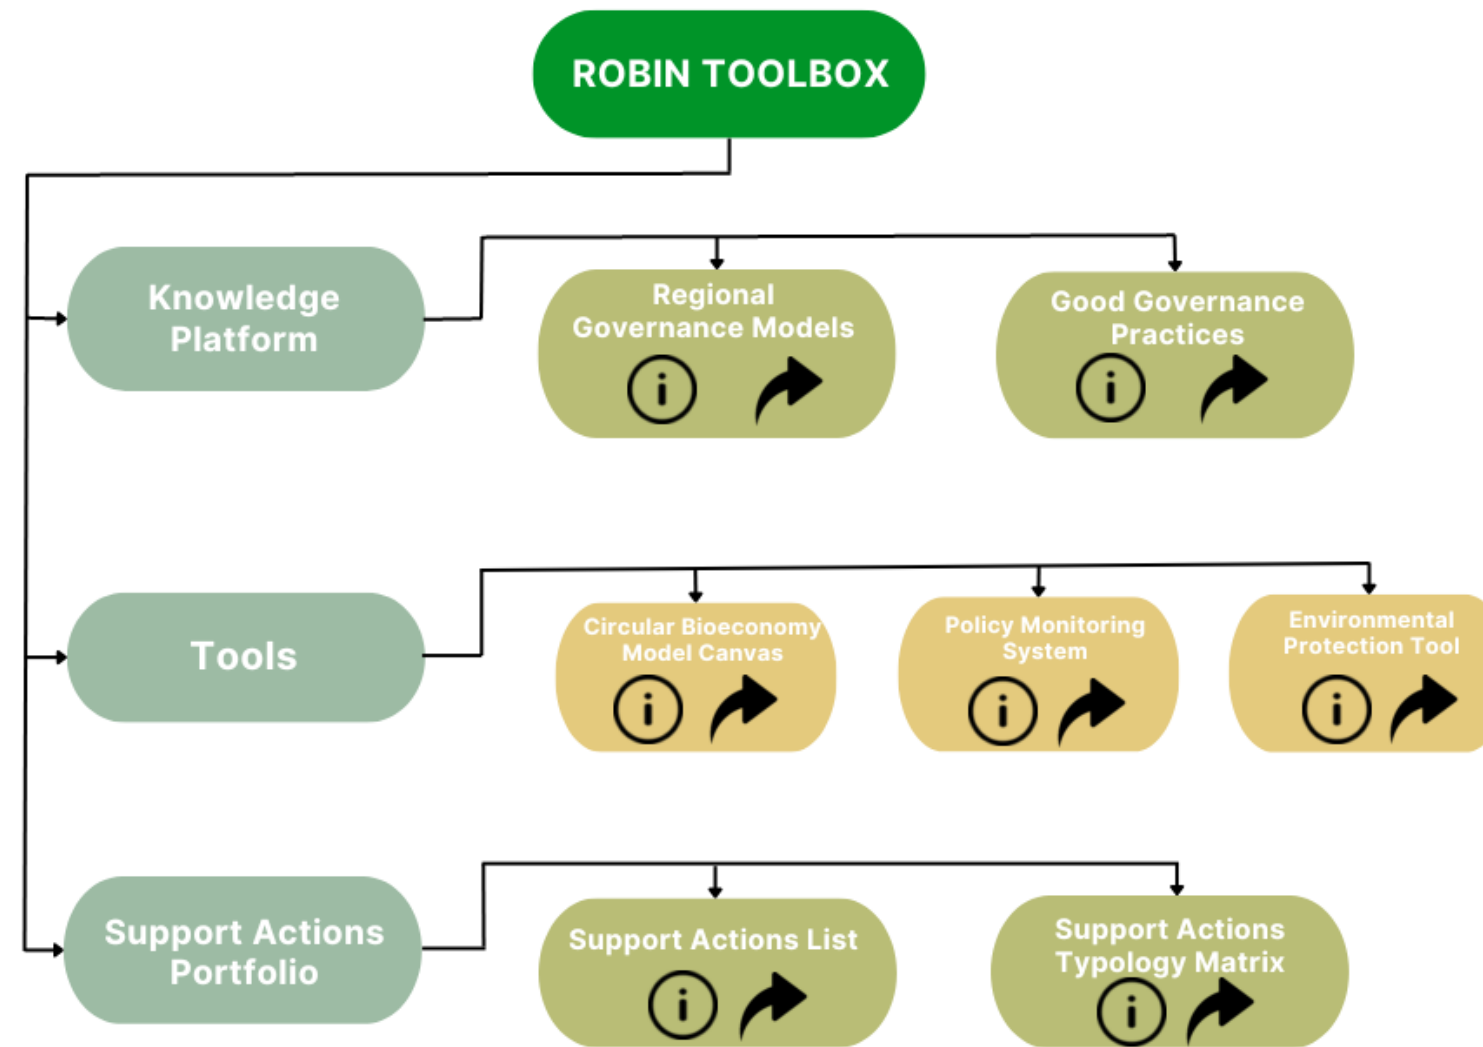 ROBIN TOOLBOX
Knowledge
Platform
Regional
Governance Models
Good Governance
Practices
Tools
Circular Bioeconomy
Model Canvas
Policy Monitoring
System
Environmental
Protection Tool
Support Actions
Portfolio
Support Actions List
Support Actions
Typology Matrix